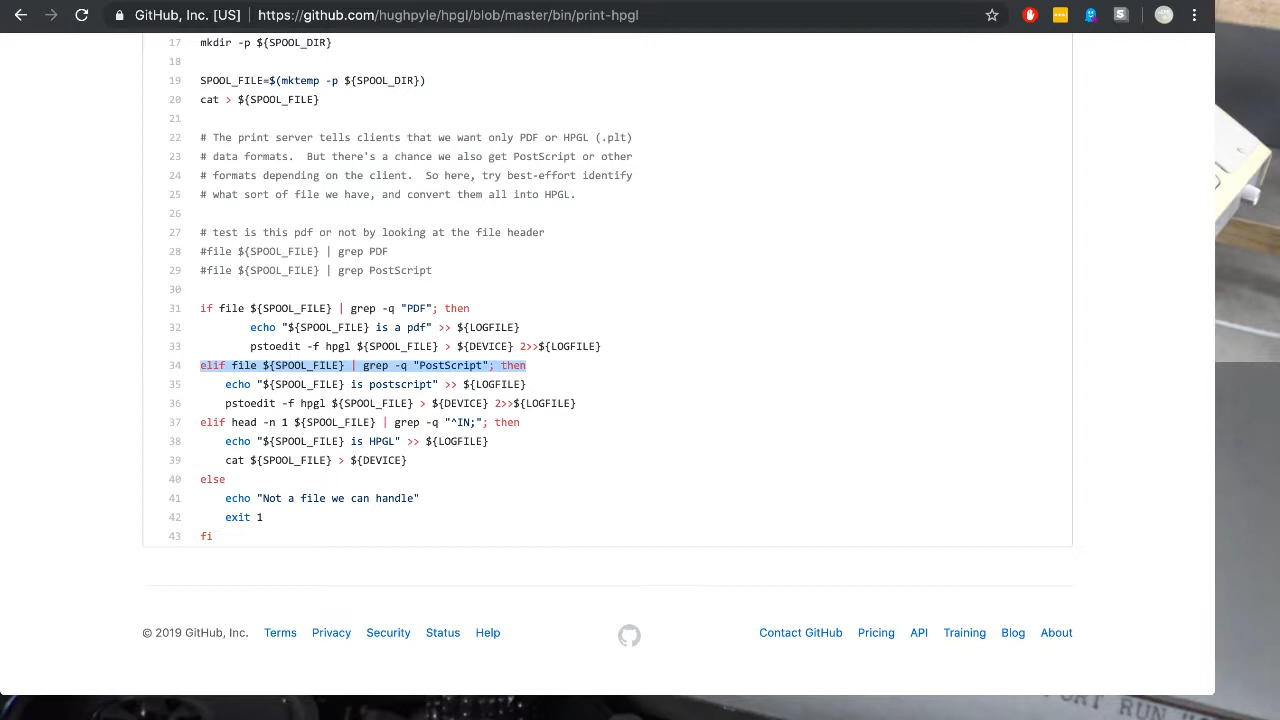 GitHub, Inc. [US] https://github.com/hughpyle/hpgl/blob/master/bin/print-hpgl
17 mkdir -p ${SPOOL_DIR}
18
19 SPOOL_FILE=$(mktemp -p ${SPOOL_DIR})
20 cat > ${SPOOL_FILE}
21
22 # The print server tells clients that we want only PDF or HPGL (.plt)
23 # data formats.  But there's a chance we also get PostScript or other
24 # formats depending on the client.  So here, try best-effort identify
25 # what sort of file we have, and convert them all into HPGL.
26
27 # test is this pdf or not by looking at the file header
28 #file ${SPOOL_FILE} | grep PDF
29 #file ${SPOOL_FILE} | grep PostScript
30
31 if file ${SPOOL_FILE} | grep -q "PDF"; then
32 echo "${SPOOL_FILE} is a pdf" >> ${LOGFILE}
33 pstoedit -f hpgl ${SPOOL_FILE} > ${DEVICE} 2>>${LOGFILE}
34 elif file ${SPOOL_FILE} | grep -q "PostScript"; then
35 echo "${SPOOL_FILE} is postscript" >> ${LOGFILE}
36 pstoedit -f hpgl ${SPOOL_FILE} > ${DEVICE} 2>>${LOGFILE}
37 elif head -n 1 ${SPOOL_FILE} | grep -q "^IN;"; then
38 echo "${SPOOL_FILE} is HPGL" >> ${LOGFILE}
39 cat ${SPOOL_FILE} > ${DEVICE}
40 else
41 echo "Not a file we can handle"
42 exit 1
43 fi
© 2019 GitHub, Inc. Terms Privacy Security Status Help Contact GitHub Pricing API Training Blog About
RUN